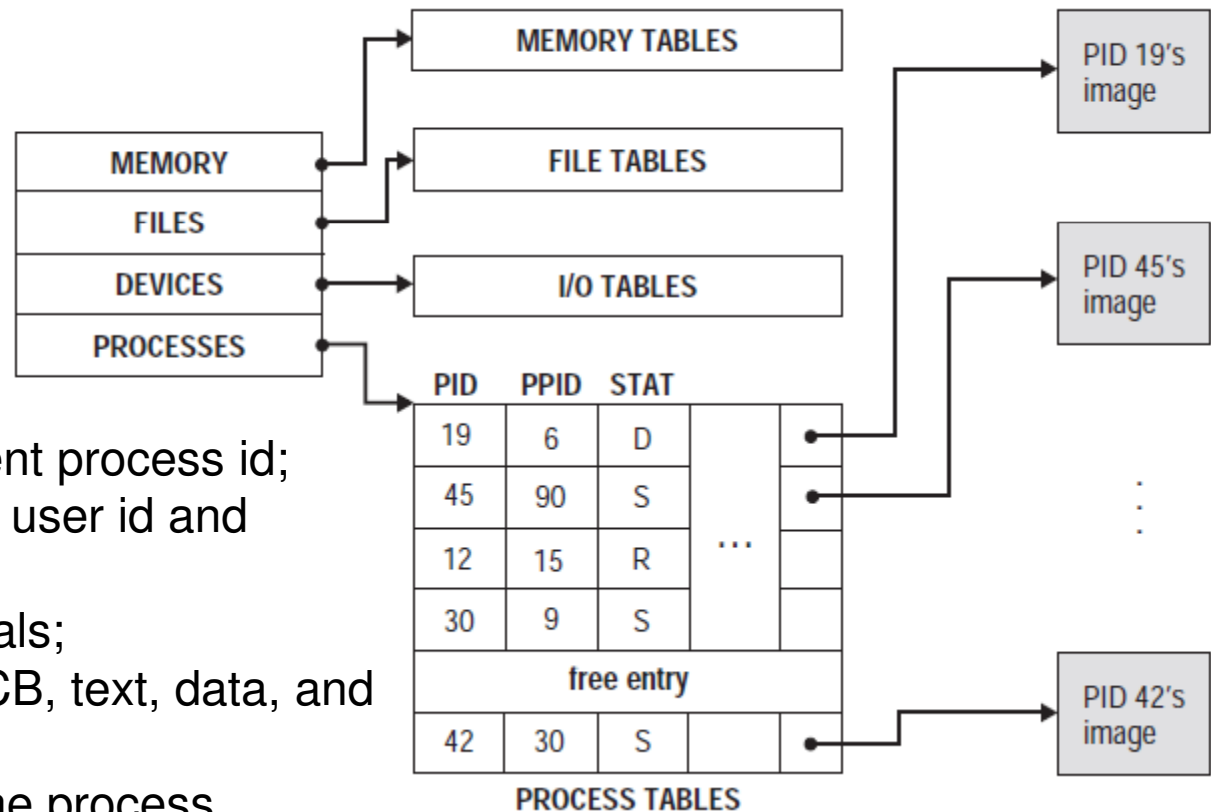 MEMORY TABLES
PID 19's
image
MEMORY
FILES
DEVICES
PROCESSES
FILE TABLES
I/O TABLES
PID 45's
image
PID PPID STAT
19 6 D
45 90 S
12 15 R
30 9 S
...
free entry
42 30 S
PROCESS TABLES
PID 42's
image
ent process id;
user id and
als;
CB, text, data, and
ne process